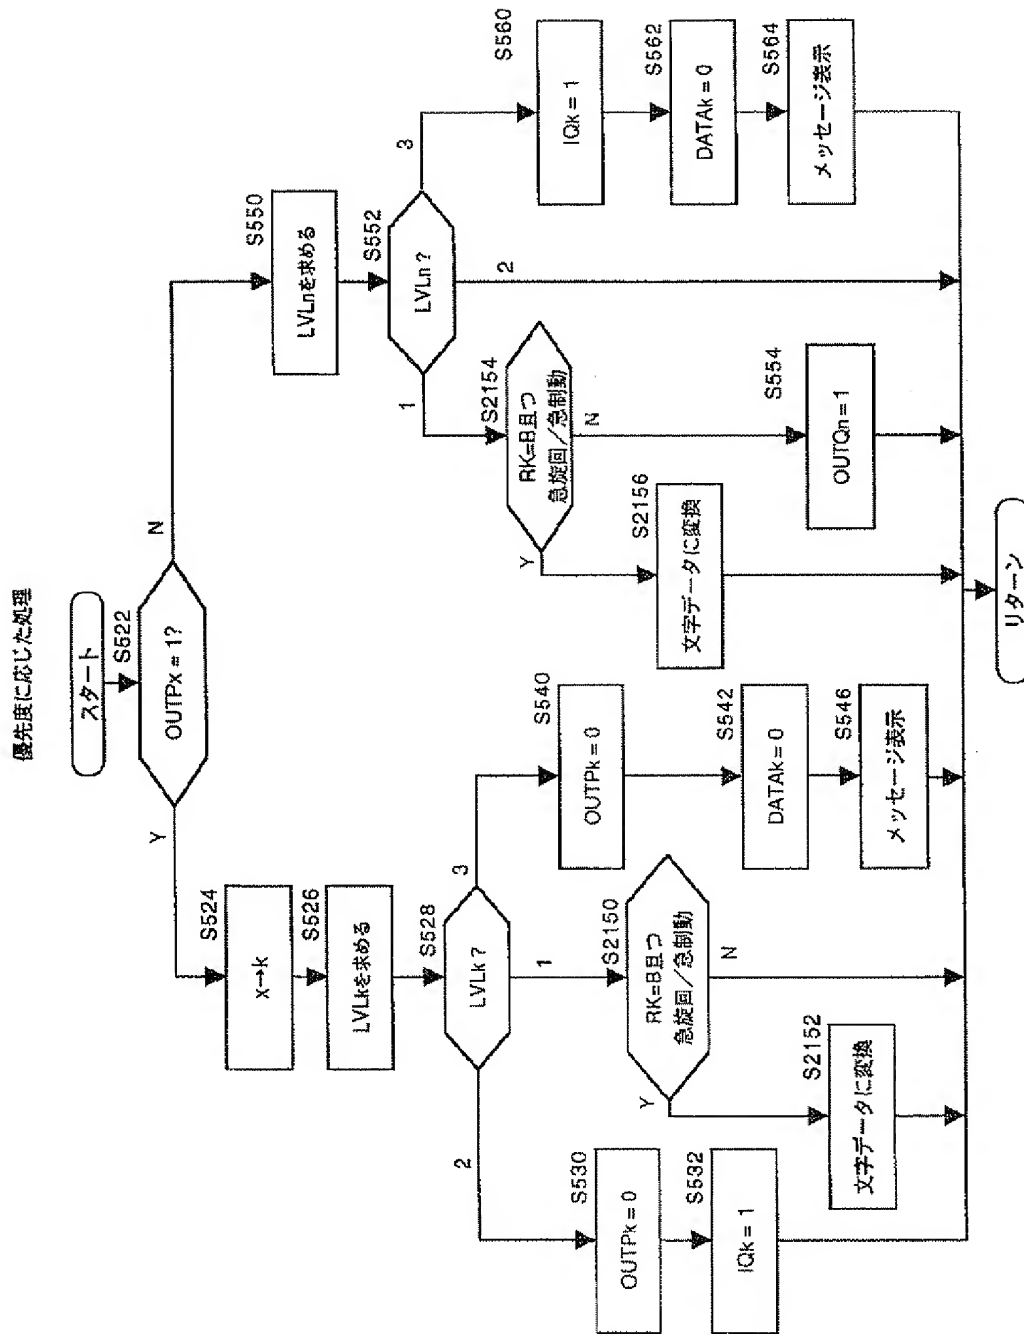 優先度に応じた処理
スタート
S522
OUTPx = 1?
Y
N
S524
x→k
S526
LVLkを求める
S528
LVLk ?
2
1
3
S530
OUTPk = 0
S532
IQk = 1
S2150
RK=B且つ
急旋回／急制動
Y
N
S2152
文字データに変換
S540
OUTPk = 0
S542
DATAk = 0
S546
メッセージ表示
S550
LVLnを求める
S552
LVLn ?
1
2
3
S2154
RK=B且つ
急旋回／急制動
Y
N
S2156
文字データに変換
S554
OUTQn = 1
S560
IQk = 1
S562
DATAk = 0
S564
メッセージ表示
リターン